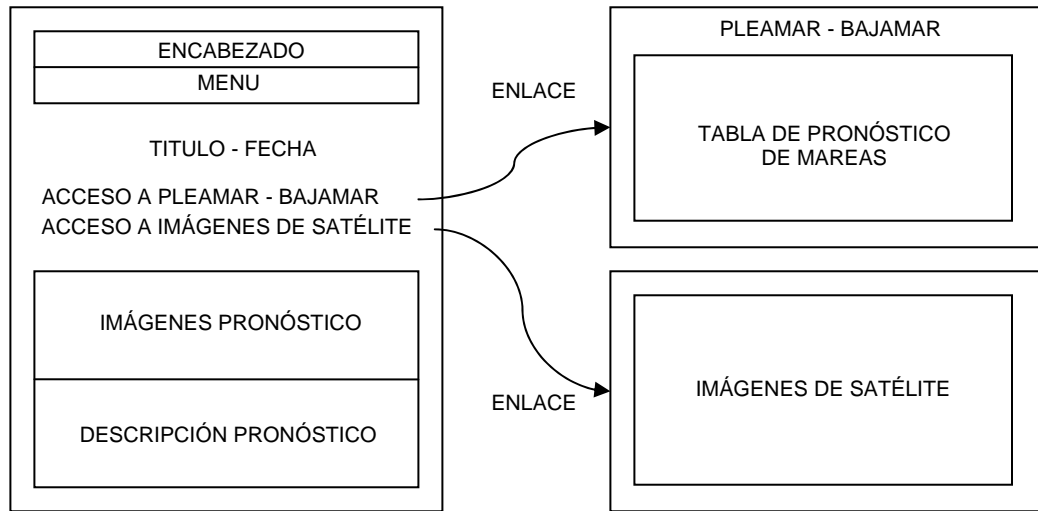 ENCABEZADO
MENU
TITULO - FECHA
ACCESO A PLEAMAR - BAJAMAR
ACCESO A IMÁGENES DE SATÉLITE
IMÁGENES PRONÓSTICO
DESCRIPCIÓN PRONÓSTICO
ENLACE
ENLACE
PLEAMAR - BAJAMAR
TABLA DE PRONÓSTICO
DE MAREAS
IMÁGENES DE SATÉLITE